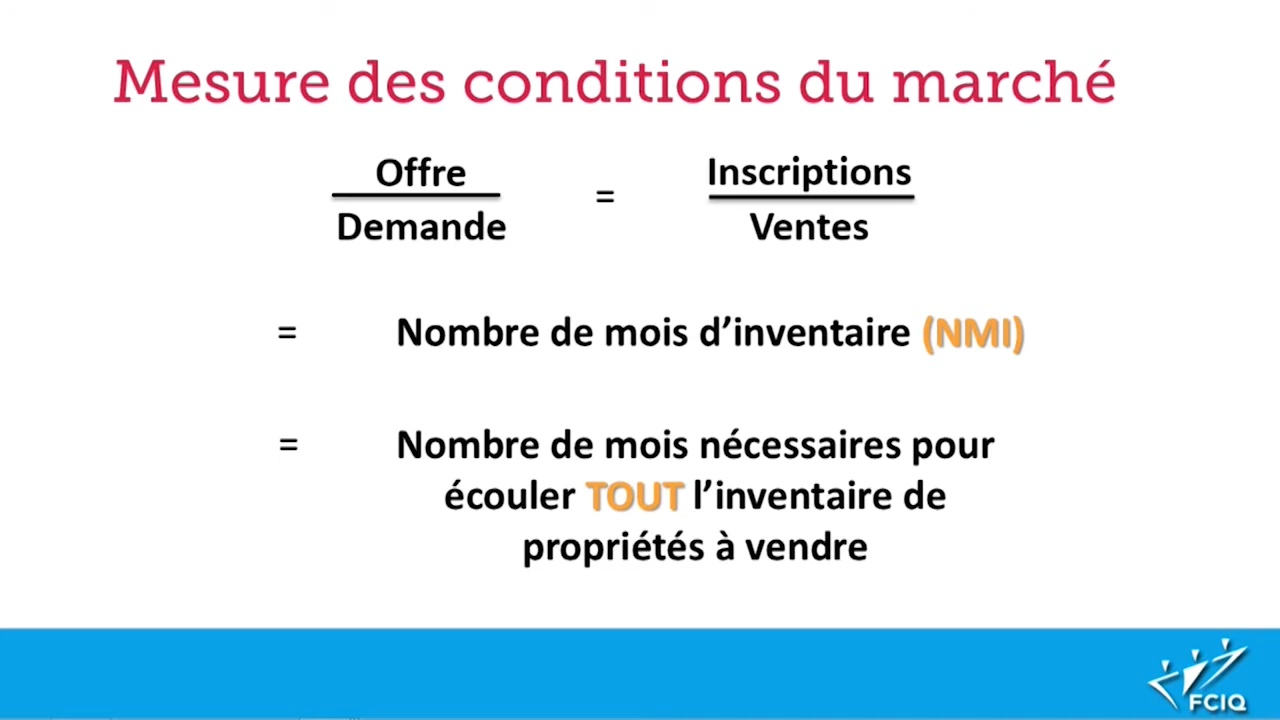 Mesure des conditions du marché
Offre
Demande
=
Inscriptions
Ventes
= Nombre de mois d’inventaire (NMI)
= Nombre de mois nécessaires pour
écouler TOUT l’inventaire de
propriétés à vendre
FCIQ